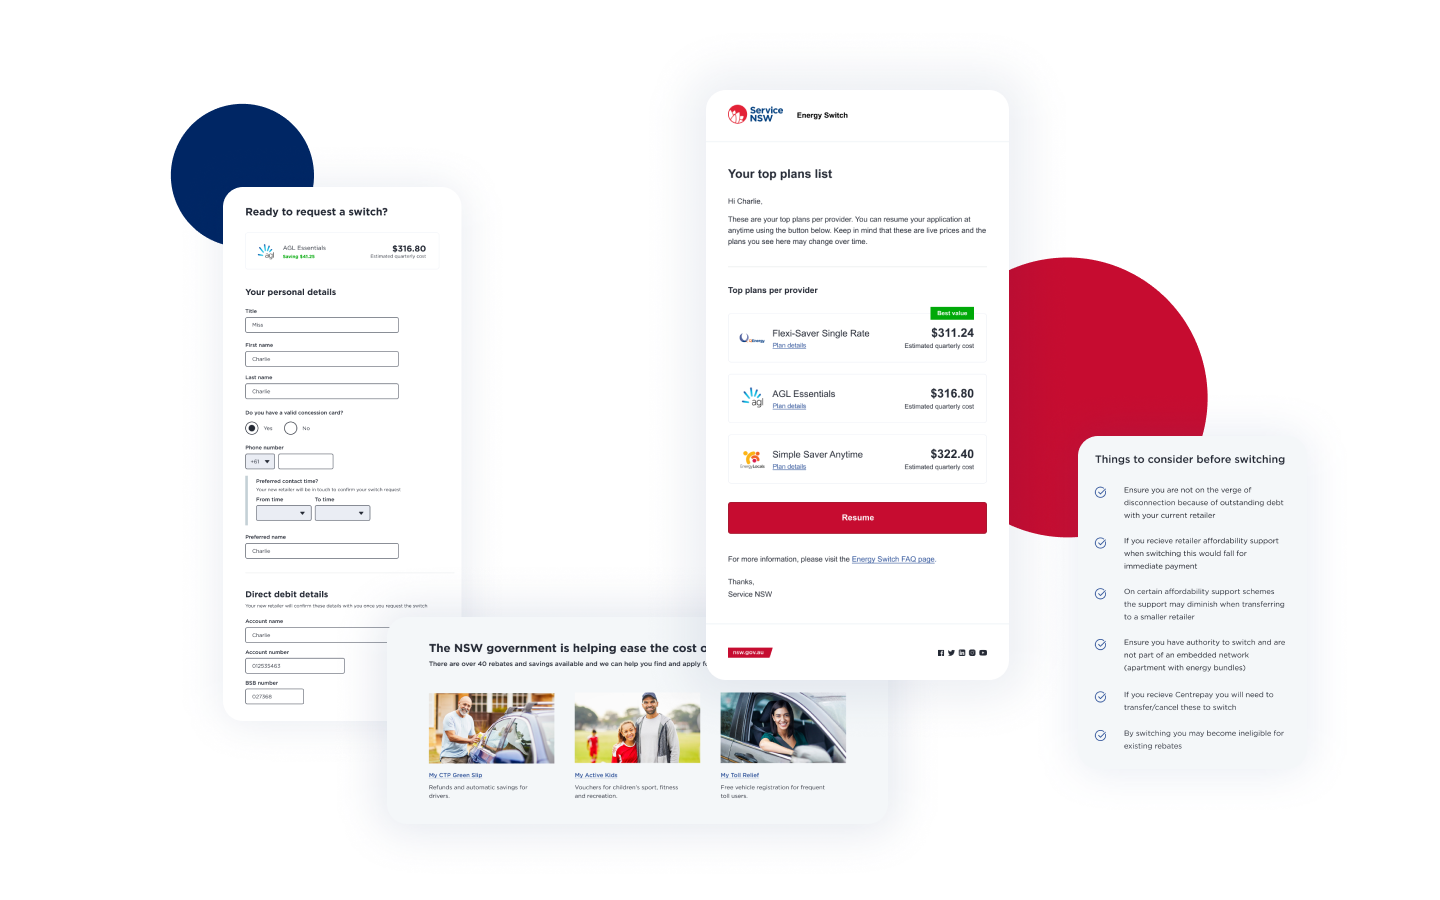 Ready to request a switch?
agl
AGL Essentials
Saving $41.25
$316.80
Estimated quarterly cost
Your personal details
Title
Miss
First name
Charlie
Last name
Charlie
Do you have a valid concession card?
Yes
No
Phone number
+61
Preferred contact time?
Your new retailer will be in touch to confirm your switch request
From time
To time
Preferred name
Charlie
Direct debit details
Your new retailer will confirm these details with you once you request the switch
Account name
Charlie
Account number
012535463
BSB number
027368
The NSW government is helping ease the cost o
There are over 40 rebates and savings available and we can help you find and apply fo
My CTP Green Slip
Refunds and automatic savings for
drivers.
My Active Kids
Vouchers for children's sport, fitness
and recreation.
My Toll Relief
Free vehicle registration for frequent
toll users.
Service
NSW
Energy Switch
Your top plans list
Hi Charlie,
These are your top plans per provider. You can resume your application at
anytime using the button below. Keep in mind that these are live prices and the
plans you see here may change over time.
Top plans per provider
Best value
Flexi-Saver Single Rate
Plan details
$311.24
Estimated quarterly cost
agl
AGL Essentials
Plan details
$316.80
Estimated quarterly cost
EnergyLocals
Simple Saver Anytime
Plan details
$322.40
Estimated quarterly cost
Resume
For more information, please visit the Energy Switch FAQ page.
Thanks,
Service NSW
nsw.gov.au
Things to consider before switching
Ensure you are not on the verge of
disconnection because of outstanding debt
with your current retailer
If you recieve retailer affordability support
when switching this would fall for
immediate payment
On certain affordability support schemes
the support may diminish when transferring
to a smaller retailer
Ensure you have authority to switch and are
not part of an embedded network
(apartment with energy bundles)
If you recieve Centrepay you will need to
transfer/cancel these to switch
By switching you may become ineligible for
existing rebates